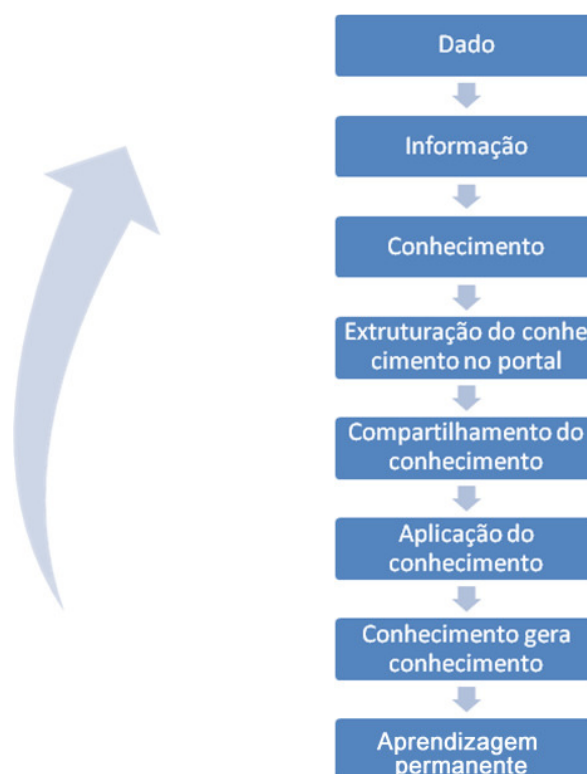 Dado
Informação
Conhecimento
Extruturação do conhe
cimento no portal
Compartilhamento do
conhecimento
Aplicação do
conhecimento
Conhecimento gera
conhecimento
Aprendizagem
permanente